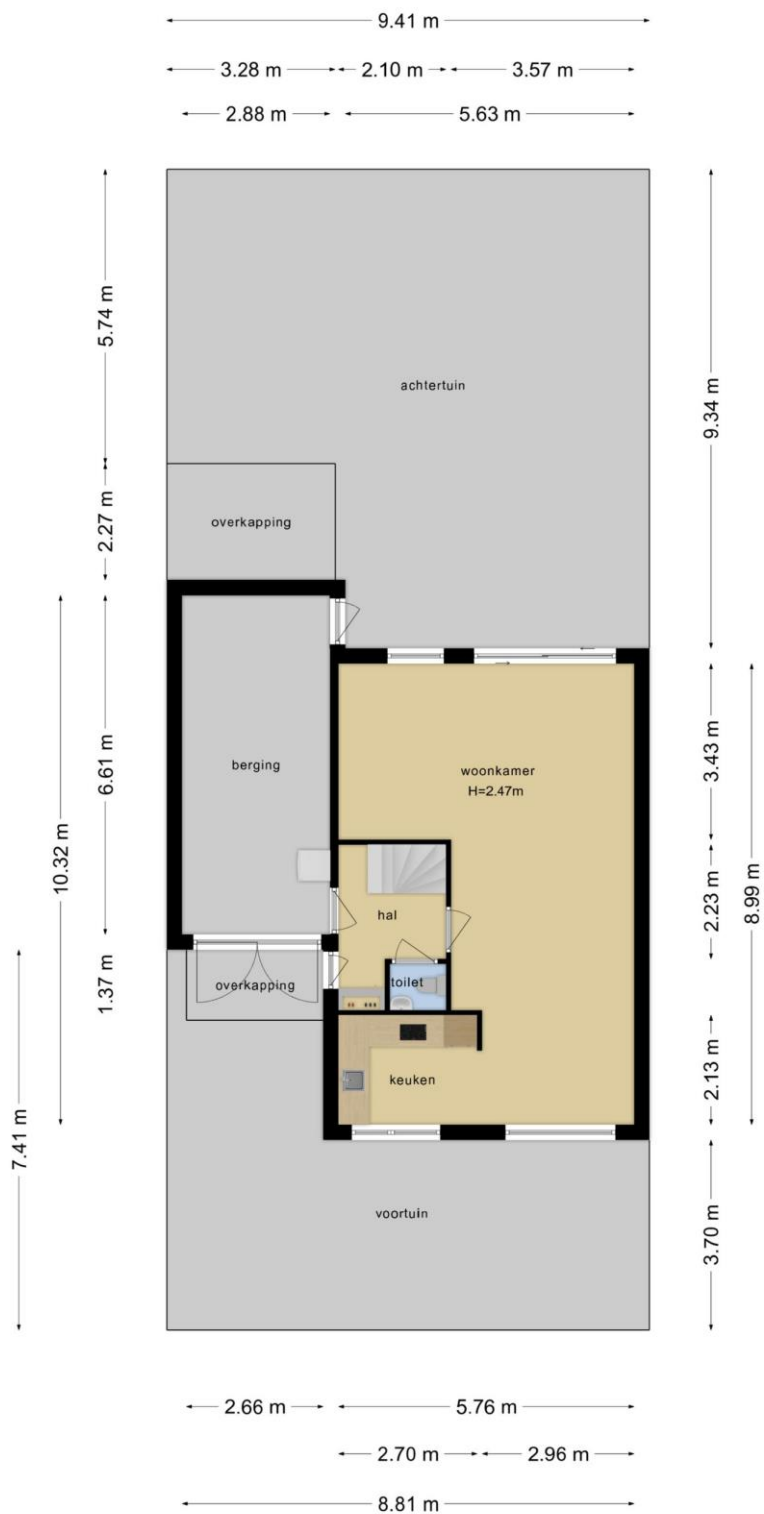 9.41 m
3.28 m
2.10 m
3.57 m
2.88 m
5.63 m
5.74 m
9.34 m
achtertuin
2.27 m
overkapping
6.61 m
berging
10.32 m
woonkamer
H=2.47m
3.43 m
8.99 m
2.23 m
hal
toilet
overkapping
1.37 m
keuken
2.13 m
7.41 m
voortuin
3.70 m
2.66 m
5.76 m
2.70 m
2.96 m
8.81 m